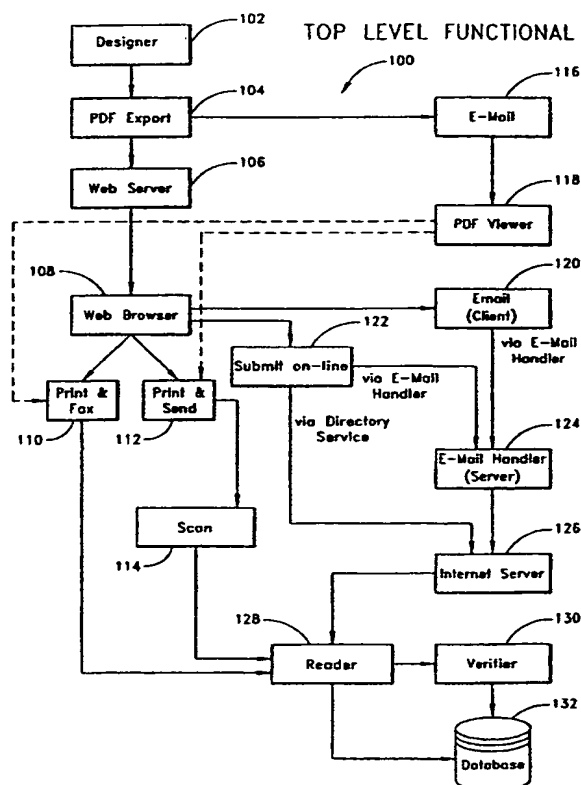 TOP LEVEL FUNCTIONAL
100
102
Designer
104
PDF Export
116
E-Mail
106
Web Server
118
PDF Viewer
108
Web Browser
120
Email
(Client)
122
Submit on-line
via E-Mail
Handler
via E-Mail
Handler
Print &
Fax
110
Print &
Send
112
via Directory
Service
124
E-Mail Handler
(Server)
Scan
114
126
Internet Server
128
Reader
130
Verifier
132
Database